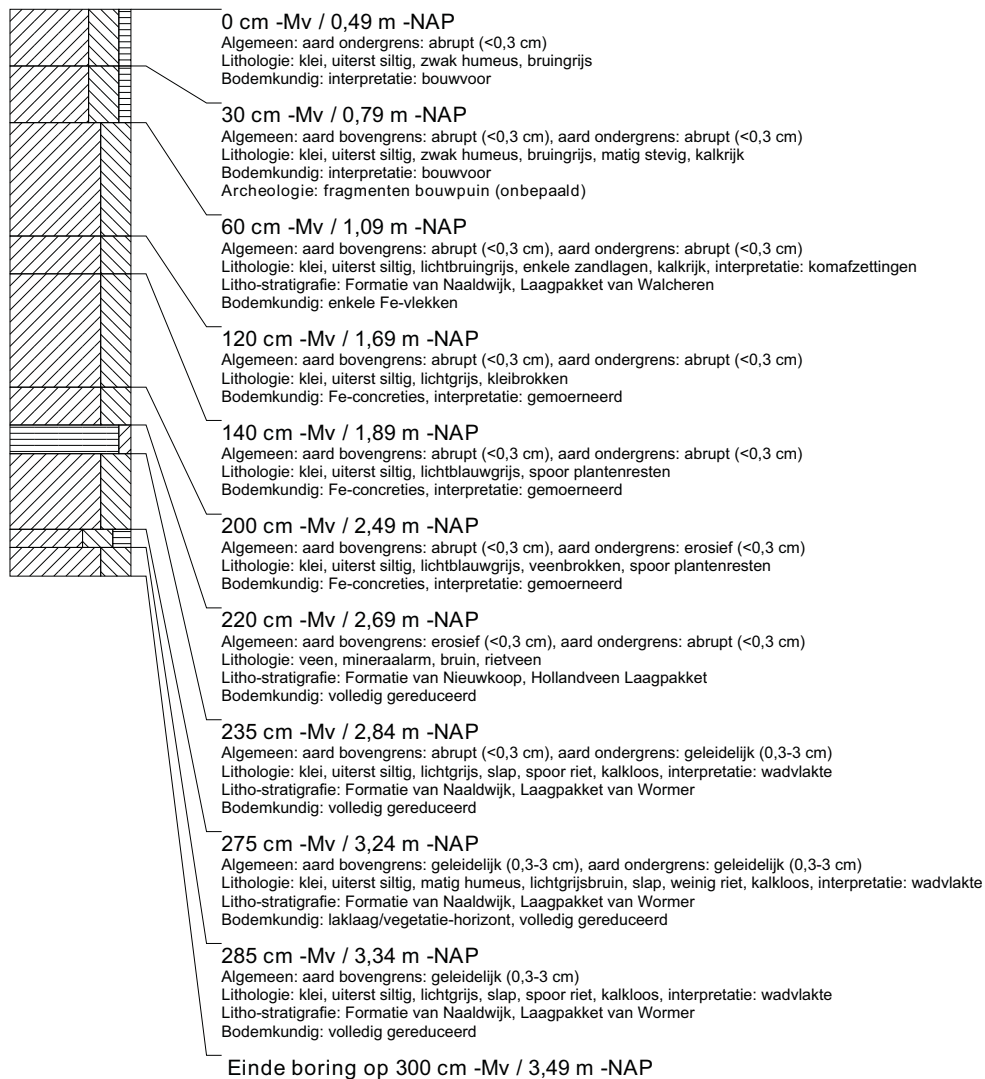 0 cm -Mv / 0,49 m -NAP
Algemeen: aard ondergrens: abrupt (<0,3 cm)
Lithologie: klei, uiterst siltig, zwak humeus, bruingrijs
Bodemkundig: interpretatie: bouwvoor
30 cm -Mv / 0,79 m -NAP
Algemeen: aard bovengrens: abrupt (<0,3 cm), aard ondergrens: abrupt (<0,3 cm)
Lithologie: klei, uiterst siltig, zwak humeus, bruingrijs, matig stevig, kalkrijk
Bodemkundig: interpretatie: bouwvoor
Archeologie: fragmenten bouwpuin (onbepaald)
60 cm -Mv / 1,09 m -NAP
Algemeen: aard bovengrens: abrupt (<0,3 cm), aard ondergrens: abrupt (<0,3 cm)
Lithologie: klei, uiterst siltig, lichtbruingrijs, enkele zandlagen, kalkrijk, interpretatie: komafzettingen
Litho-stratigrafie: Formatie van Naaldwijk, Laagpakket van Walcheren
Bodemkundig: enkele Fe-vlekken
120 cm -Mv / 1,69 m -NAP
Algemeen: aard bovengrens: abrupt (<0,3 cm), aard ondergrens: abrupt (<0,3 cm)
Lithologie: klei, uiterst siltig, lichtgrijs, kleibrokken
Bodemkundig: Fe-concreties, interpretatie: gemoerneerd
140 cm -Mv / 1,89 m -NAP
Algemeen: aard bovengrens: abrupt (<0,3 cm), aard ondergrens: abrupt (<0,3 cm)
Lithologie: klei, uiterst siltig, lichtblauwgrijs, spoor plantenresten
Bodemkundig: Fe-concreties, interpretatie: gemoerneerd
200 cm -Mv / 2,49 m -NAP
Algemeen: aard bovengrens: abrupt (<0,3 cm), aard ondergrens: erosief (<0,3 cm)
Lithologie: klei, uiterst siltig, lichtblauwgrijs, veenbrokken, spoor plantenresten
Bodemkundig: Fe-concreties, interpretatie: gemoerneerd
220 cm -Mv / 2,69 m -NAP
Algemeen: aard bovengrens: erosief (<0,3 cm), aard ondergrens: abrupt (<0,3 cm)
Lithologie: veen, mineraalarm, bruin, rietveen
Litho-stratigrafie: Formatie van Nieuwkoop, Hollandveen Laagpakket
Bodemkundig: volledig gereduceerd
235 cm -Mv / 2,84 m -NAP
Algemeen: aard bovengrens: abrupt (<0,3 cm), aard ondergrens: geleidelijk (0,3-3 cm)
Lithologie: klei, uiterst siltig, lichtgrijs, slap, spoor riet, kalkloos, interpretatie: wadvlakte
Litho-stratigrafie: Formatie van Naaldwijk, Laagpakket van Wormer
Bodemkundig: volledig gereduceerd
275 cm -Mv / 3,24 m -NAP
Algemeen: aard bovengrens: geleidelijk (0,3-3 cm), aard ondergrens: geleidelijk (0,3-3 cm)
Lithologie: klei, uiterst siltig, matig humeus, lichtgrijsbruin, slap, weinig riet, kalkloos, interpretatie: wadvlakte
Litho-stratigrafie: Formatie van Naaldwijk, Laagpakket van Wormer
Bodemkundig: laklaag/vegetatie-horizont, volledig gereduceerd
285 cm -Mv / 3,34 m -NAP
Algemeen: aard bovengrens: geleidelijk (0,3-3 cm)
Lithologie: klei, uiterst siltig, lichtgrijs, slap, spoor riet, kalkloos, interpretatie: wadvlakte
Litho-stratigrafie: Formatie van Naaldwijk, Laagpakket van Wormer
Bodemkundig: volledig gereduceerd
Einde boring op 300 cm -Mv / 3,49 m -NAP